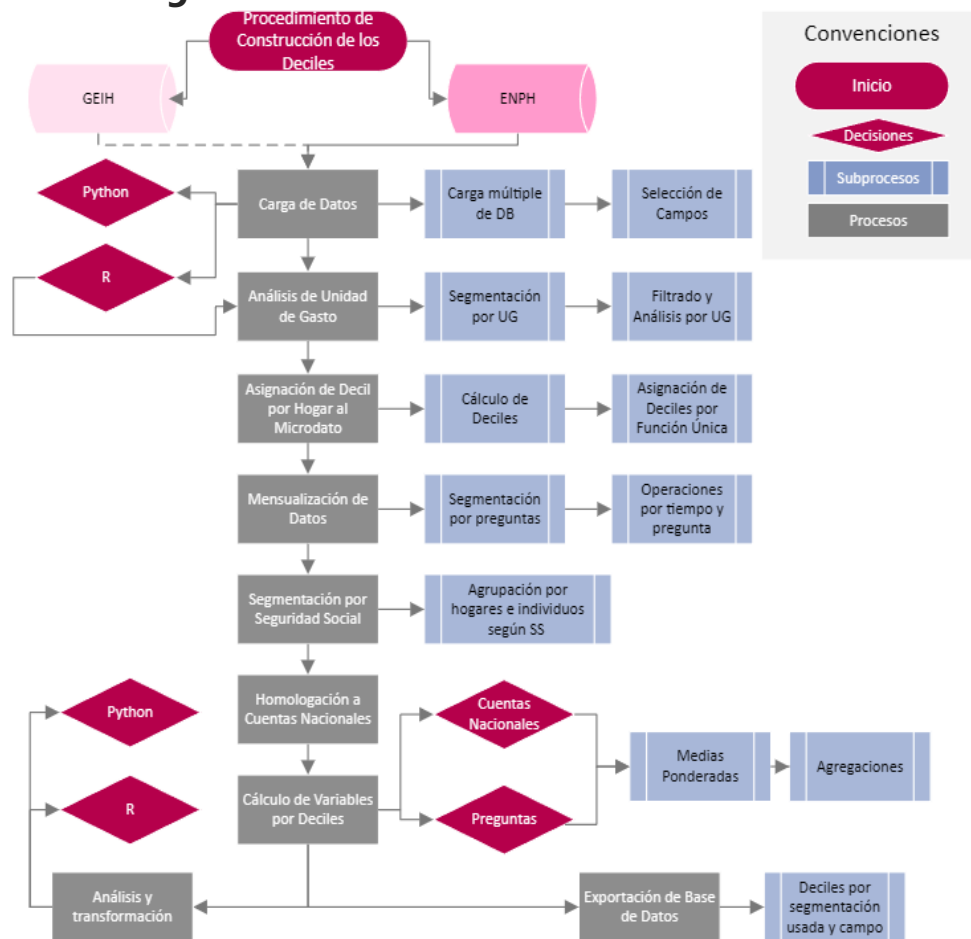 Procedimiento de
Construcción de los
Deciles
Convenciones
Inicio
Decisiones
Subprocesos
Procesos
GEIH
ENPH
Python
Carga de Datos
Carga múltiple
de DB
Selección de
Campos
R
Análisis de Unidad
de Gasto
Segmentación
por UG
Filtrado y
Análisis por UG
Asignación de Decil
por Hogar al
Microdato
Cálculo de
Deciles
Asignación de
Deciles por
Función Única
Mensualización de
Datos
Segmentación
por preguntas
Operaciones
por tiempo y
pregunta
Segmentación por
Seguridad Social
Agrupación por
hogares e individuos
según SS
Python
Homologación a
Cuentas Nacionales
Cuentas
Nacionales
Medias
Ponderadas
Agregaciones
R
Cálculo de Variables
por Deciles
Preguntas
Análisis y
transformación
Exportación de Base
de Datos
Deciles por
segmentación
usada y campo